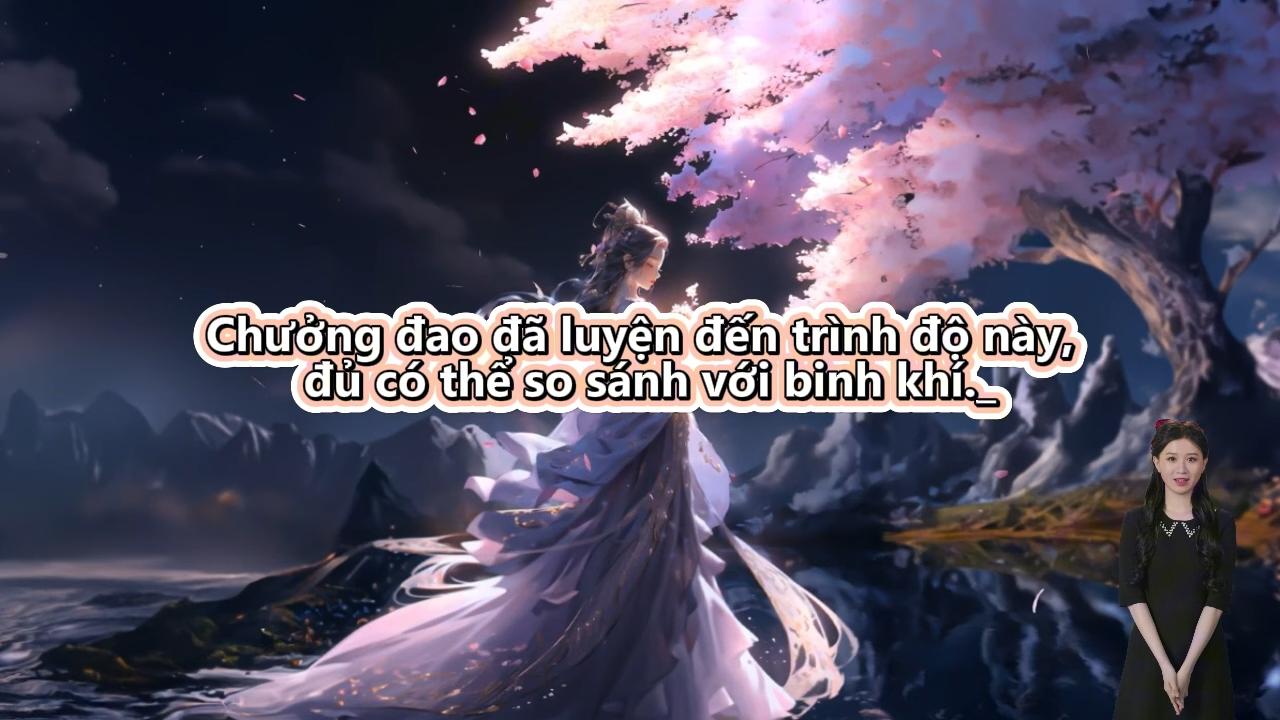 Chưởng đao đã luyện đến trình độ này,
đủ có thể so sánh với binh khí._